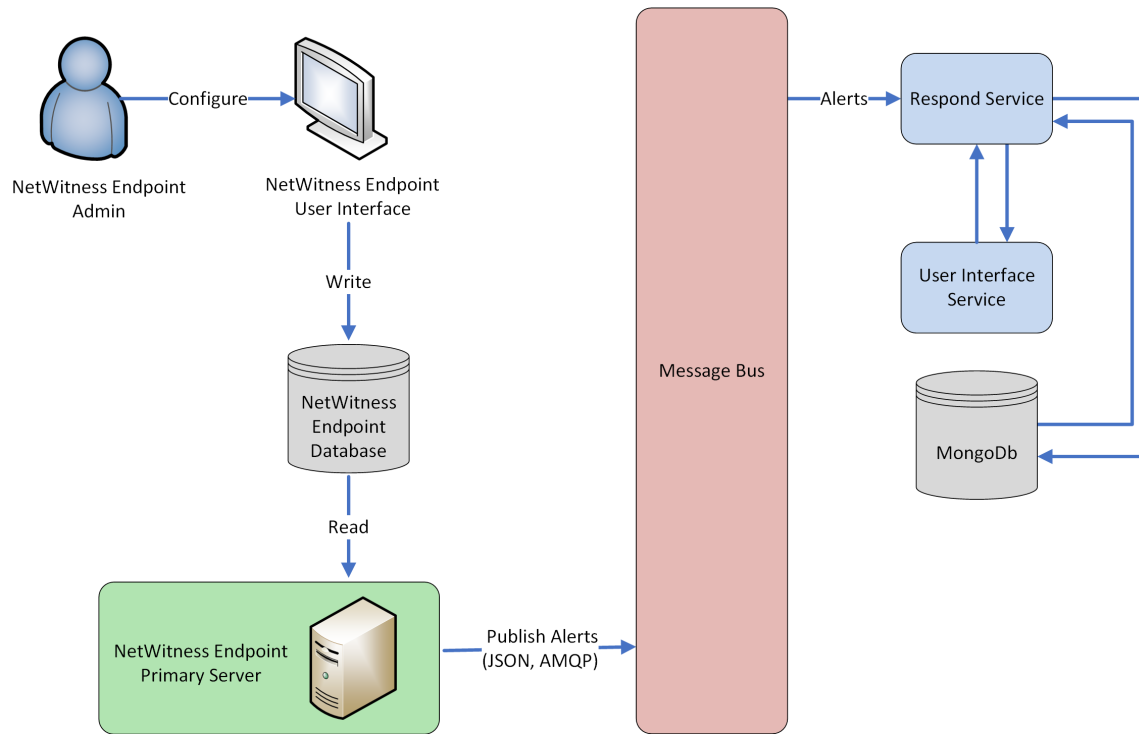 Configure
NetWitness Endpoint
Admin
NetWitness Endpoint
User Interface
Write
NetWitness
Endpoint
Database
Read
NetWitness Endpoint
Primary Server
Publish Alerts
(JSON, AMQP)
Message Bus
Alerts
Respond Service
User Interface
Service
MongoDb